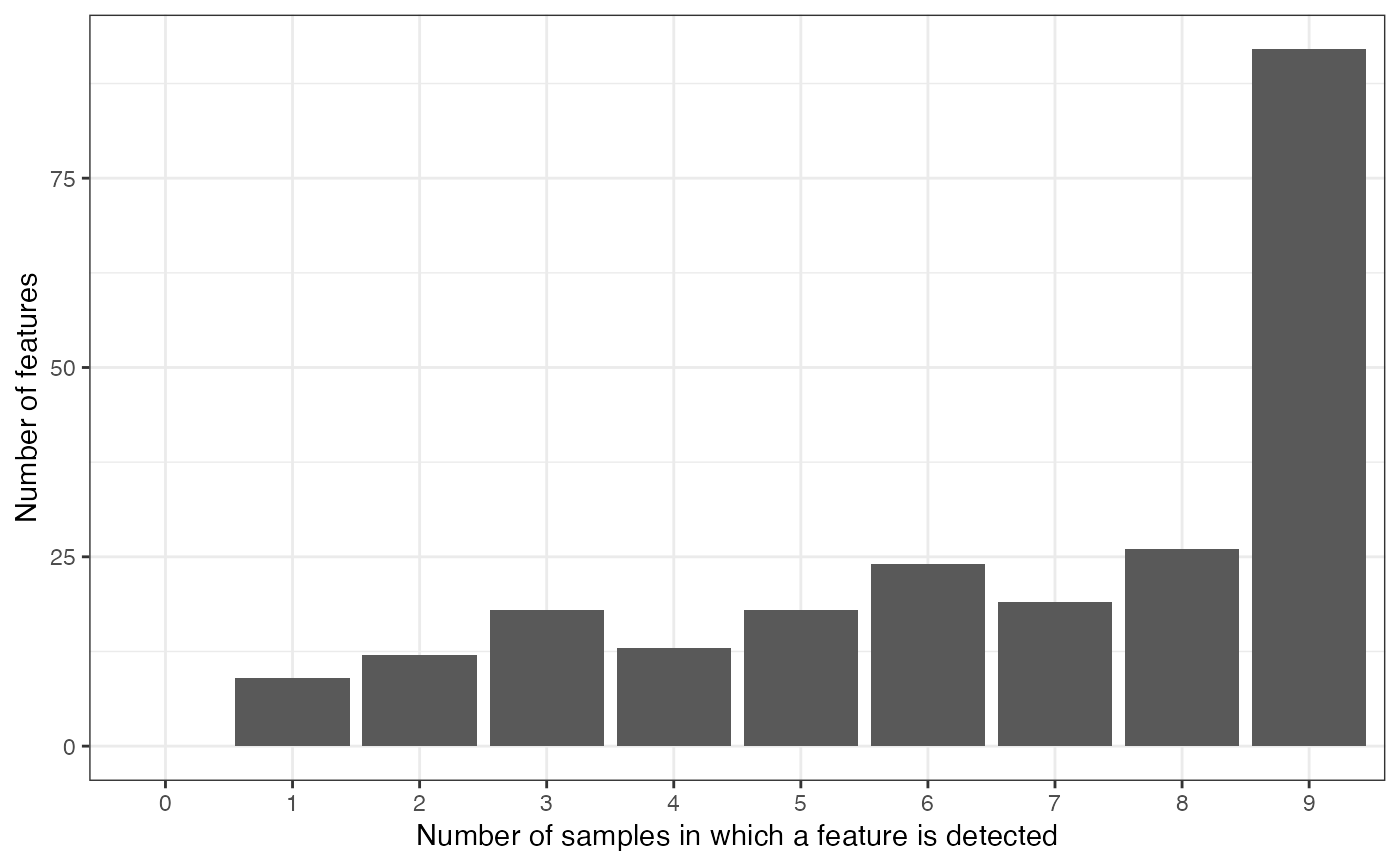 Number of features
75
50
25
0
0 1 2 3 4 5 6 7 8 9
Number of samples in which a feature is detected